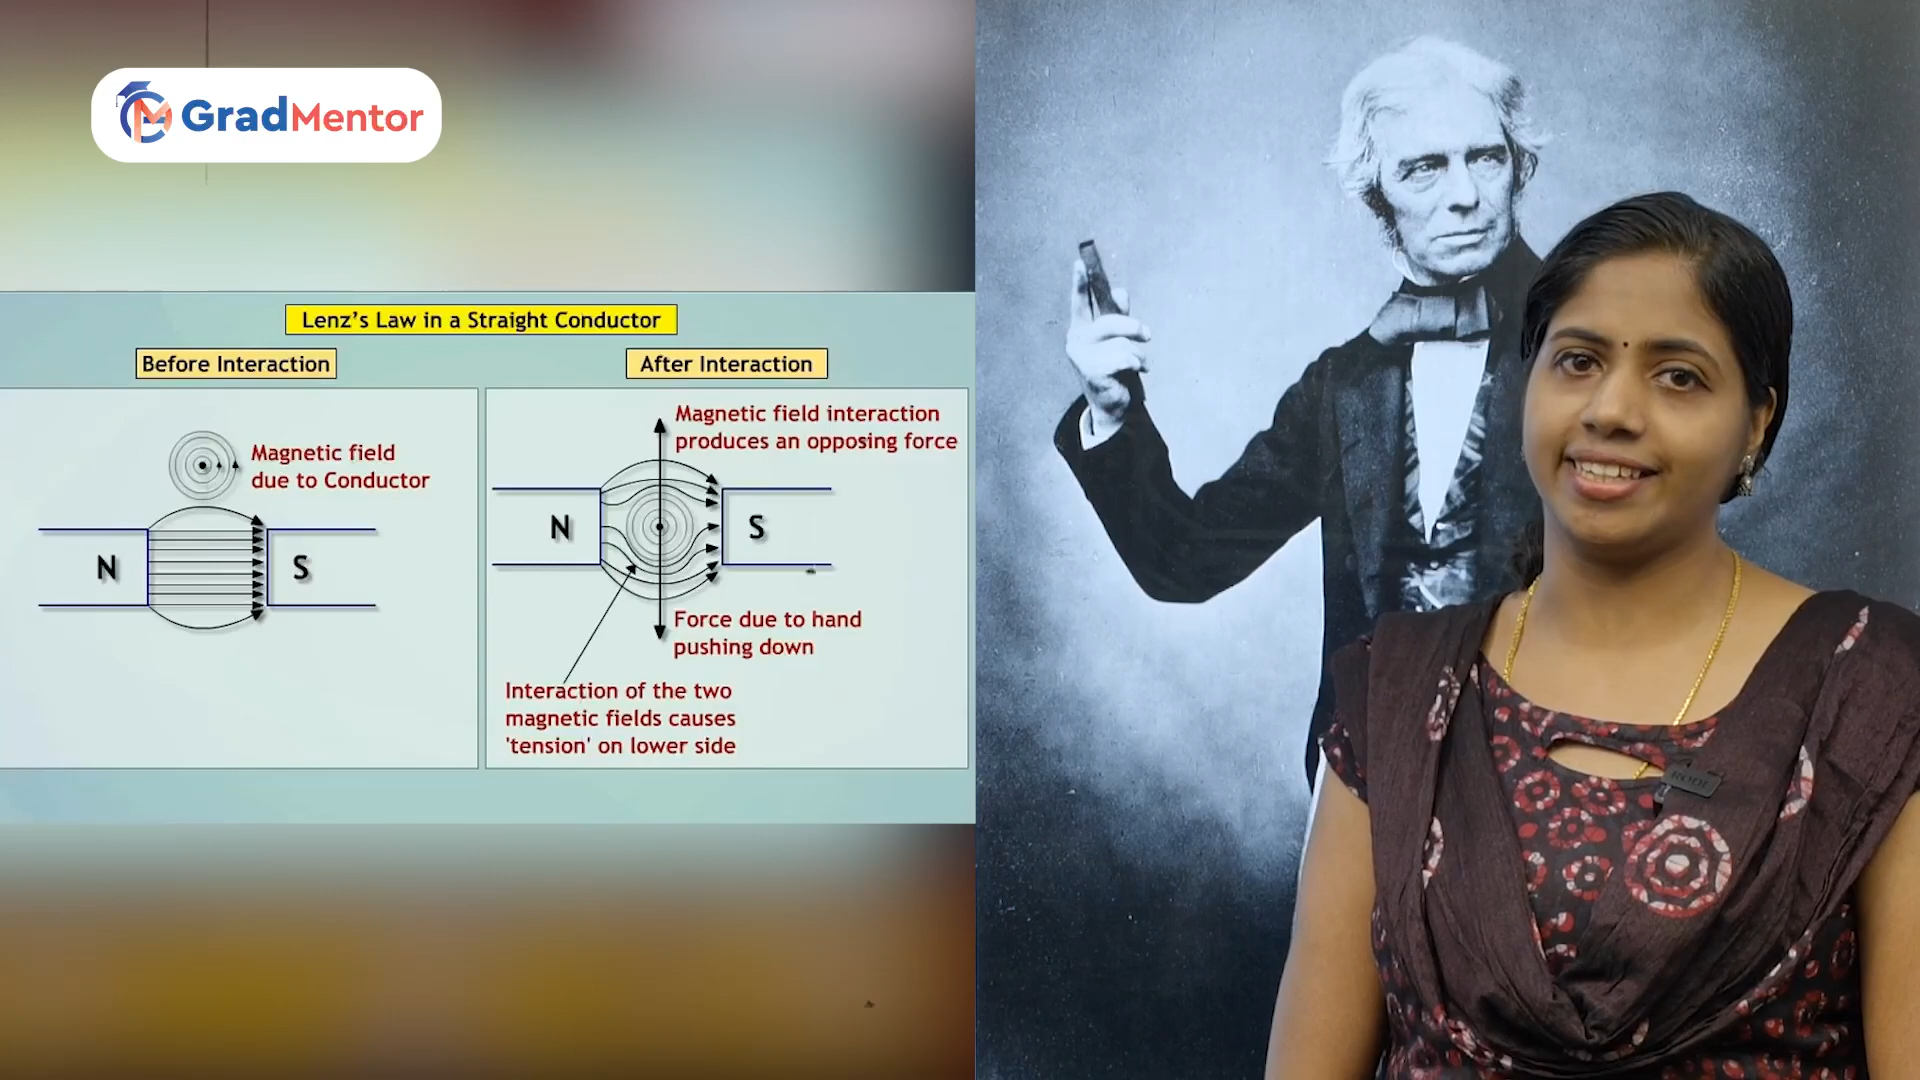 GradMentor
Lenz's Law in a Straight Conductor
Before Interaction
After Interaction
Magnetic field
due to Conductor
N
S
Magnetic field interaction
produces an opposing force
N
S
Force due to hand
pushing down
Interaction of the two
magnetic fields causes
'tension' on lower side
RODE